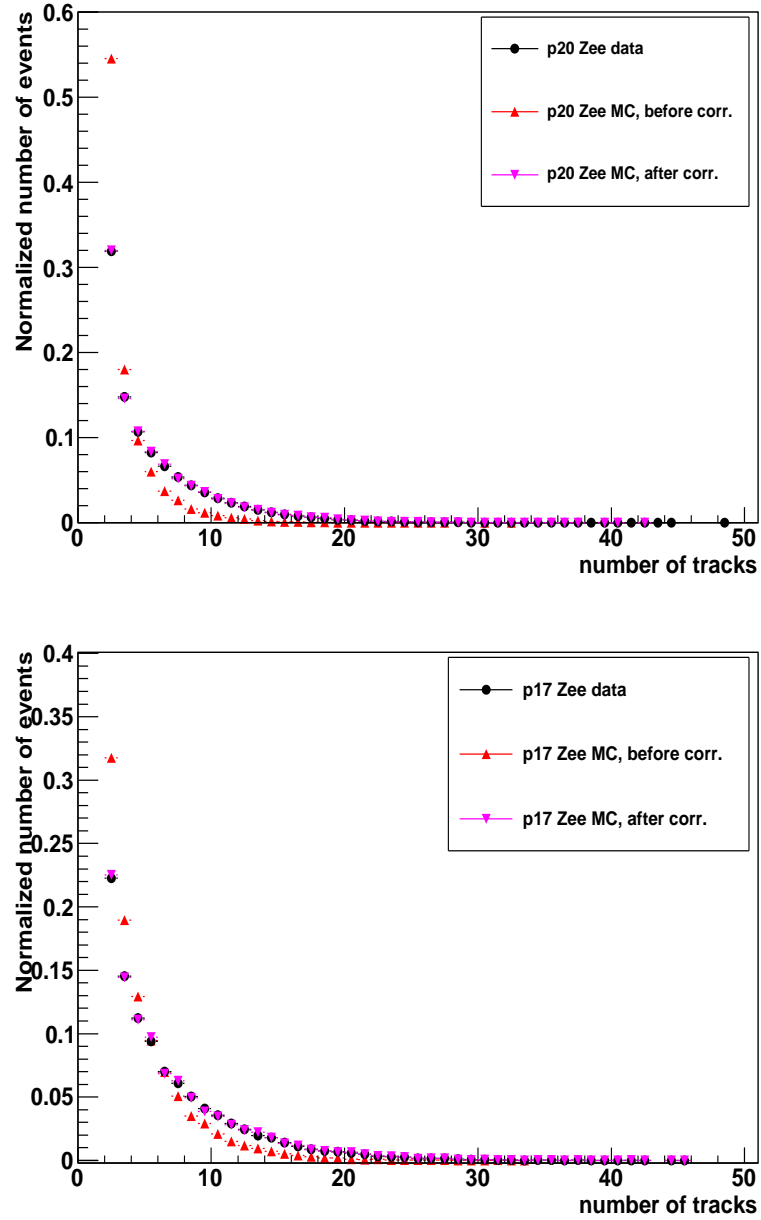 Normalized number of events
0.6
0.5
0.4
0.3
0.2
0.1
0
p20 Zee data
p20 Zee MC, before corr.
p20 Zee MC, after corr.
0 10 20 30 40 50
number of tracks
Normalized number of events
0.4
0.35
0.3
0.25
0.2
0.15
0.1
0.05
0
p17 Zee data
p17 Zee MC, before corr.
p17 Zee MC, after corr.
0 10 20 30 40 50
number of tracks